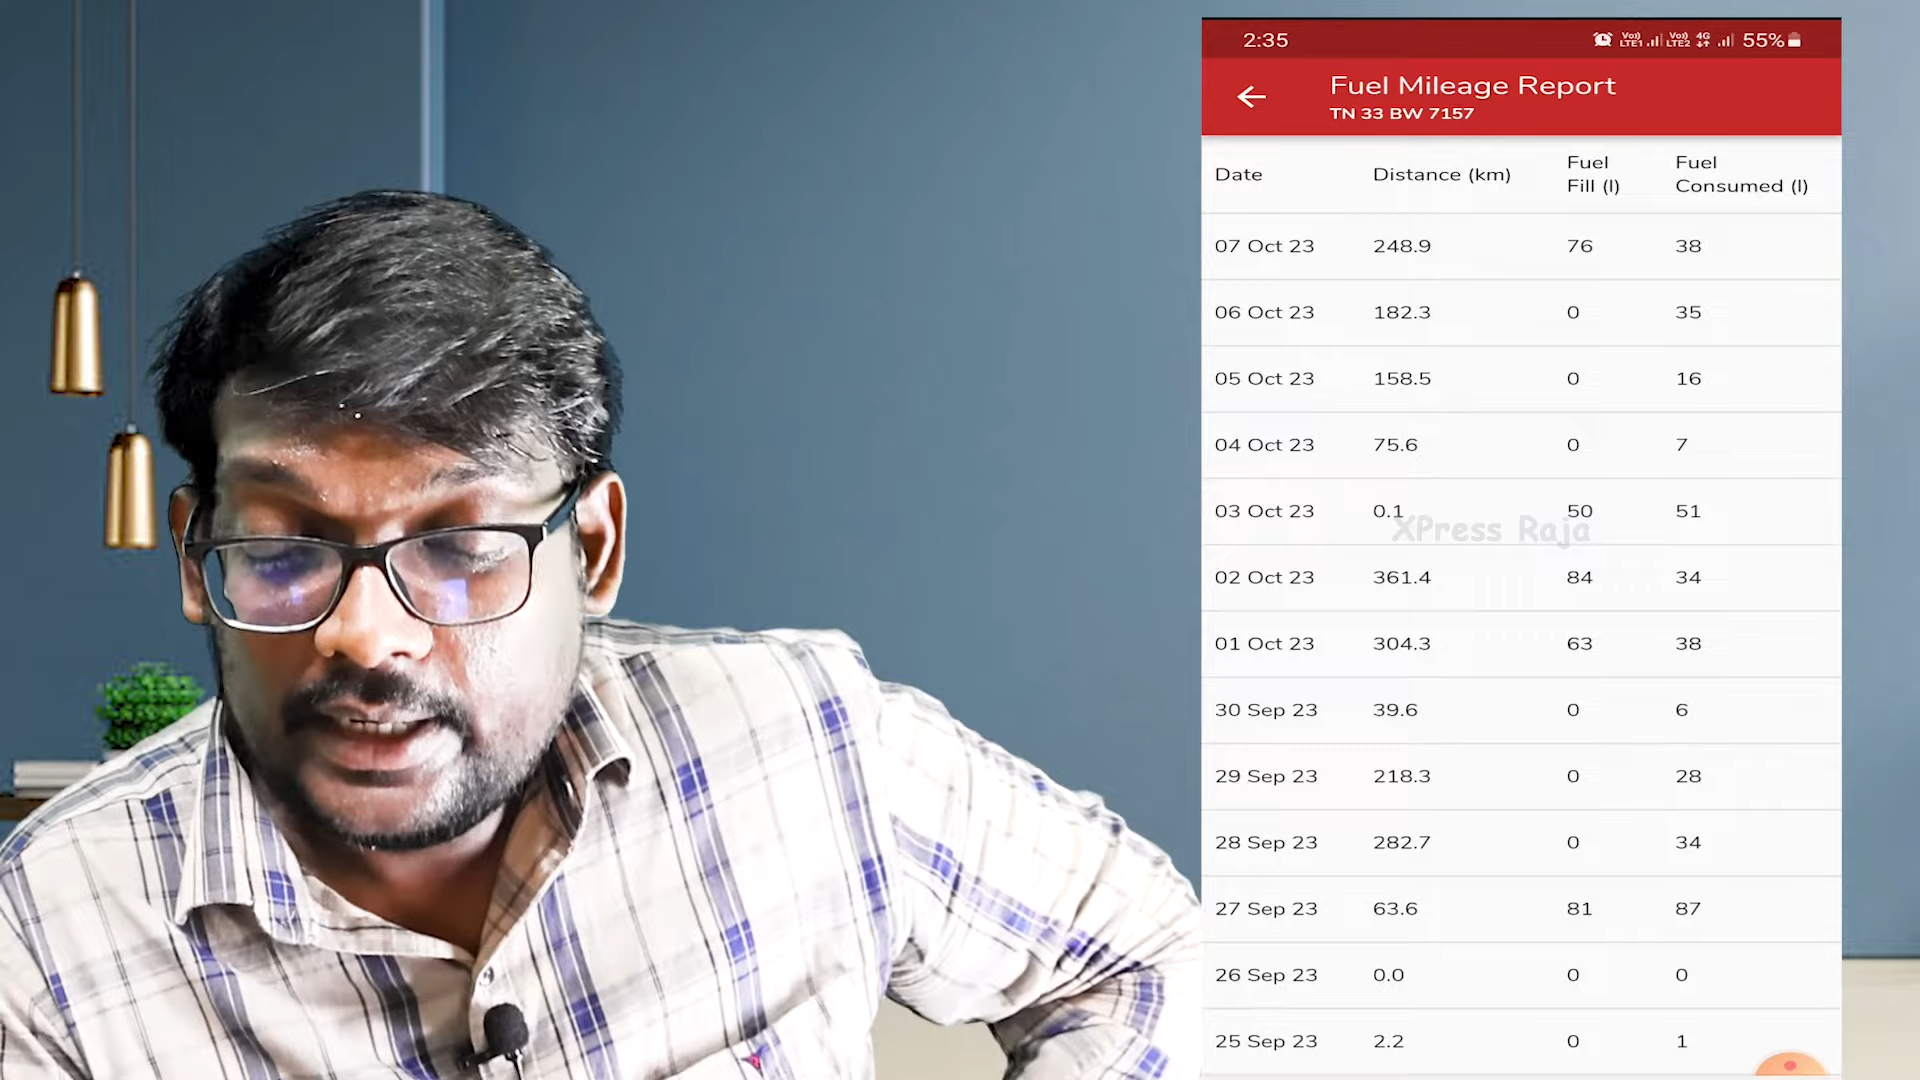 2:35 Vo)) LTE1 Vo)) LTE2 4G 55%
Fuel Mileage Report
TN 33 BW 7157
Date Distance (km) Fuel Fill (l) Fuel Consumed (l)
07 Oct 23 248.9 76 38
06 Oct 23 182.3 0 35
05 Oct 23 158.5 0 16
04 Oct 23 75.6 0 7
03 Oct 23 0.1 50 51
XPress Raja
02 Oct 23 361.4 84 34
01 Oct 23 304.3 63 38
30 Sep 23 39.6 0 6
29 Sep 23 218.3 0 28
28 Sep 23 282.7 0 34
27 Sep 23 63.6 81 87
26 Sep 23 0.0 0 0
25 Sep 23 2.2 0 1